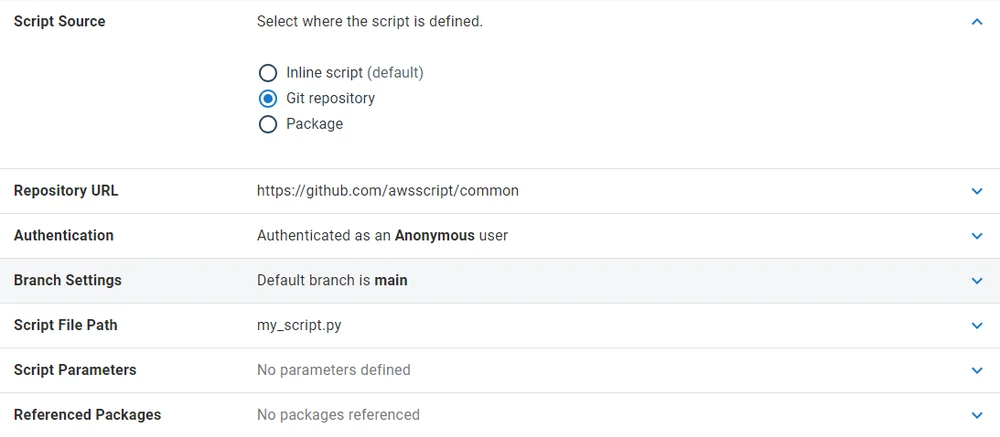 Script Source Select where the script is defined.
Inline script (default)
Git repository
Package
Repository URL https://github.com/awsscript/common
Authentication Authenticated as an Anonymous user
Branch Settings Default branch is main
Script File Path my_script.py
Script Parameters No parameters defined
Referenced Packages No packages referenced